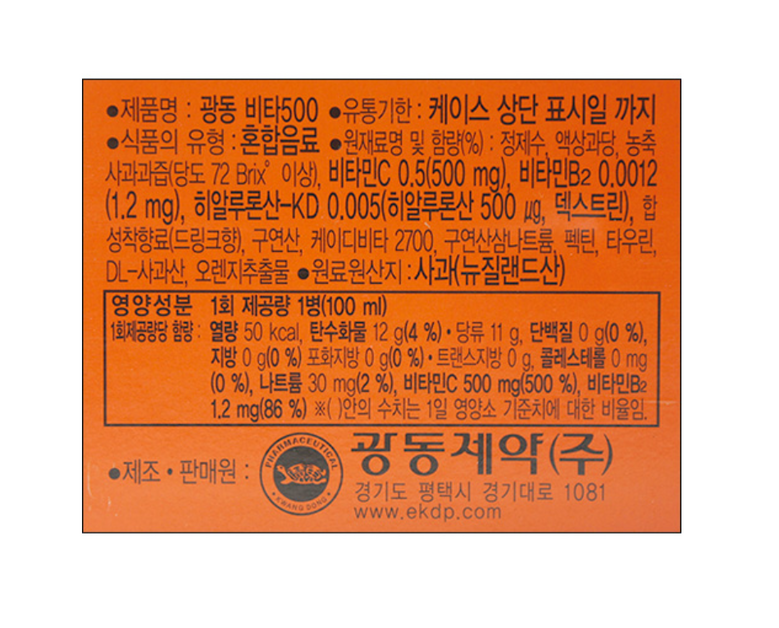 ●제품명 : 광동 비타500 ●유통기한 : 케이스 상단 표시일 까지
●식품의 유형 : 혼합음료 ●원재료명 및 함량(%) : 정제수, 액상과당, 농축
사과과즙(당도 72 Brix° 이상), 비타민C 0.5(500 mg), 비타민B2 0.0012
(1.2 mg), 히알루론산-KD 0.005(히알루론산 500 μg, 덱스트린), 합
성착향료(드링크향), 구연산, 케이디비타 2700, 구연산삼나트륨, 펙틴, 타우린,
DL-사과산, 오렌지추출물 ●원료원산지 : 사과(뉴질랜드산)
영양성분 1회 제공량 1병(100 ml)
1회제공량당 함량 : 열량 50 kcal, 탄수화물 12 g(4 %)・당류 11 g, 단백질 0 g(0 %),
지방 0 g(0 %) 포화지방 0 g(0 %)・트랜스지방 0 g, 콜레스테롤 0 mg
(0 %), 나트륨 30 mg(2 %), 비타민C 500 mg(500 %), 비타민B2
1.2 mg(86 %) ※( )안의 수치는 1일 영양소 기준치에 대한 비율임.
●제조・판매원 :
PHARMACEUTICAL
KWANG DONG
광동제약(주)
경기도 평택시 경기대로 1081
www.ekdp.com